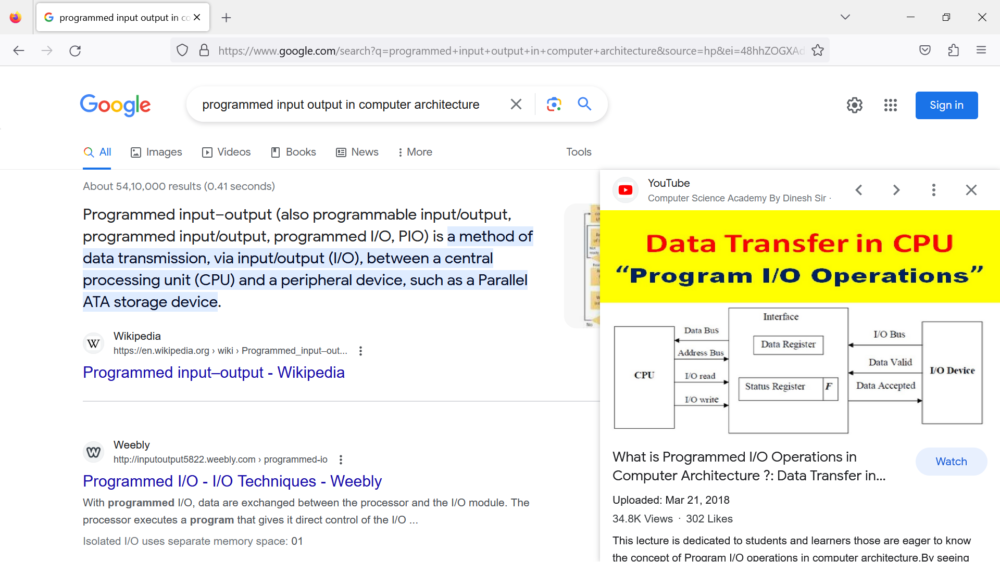 programmed input output in co
https://www.google.com/search?q=programmed+input+output+in+computer+architecture&source=hp&ei=48hhZOGXAd
Google
programmed input output in computer architecture
Sign in
All
Images
Videos
Books
News
More
Tools
About 54,10,000 results (0.41 seconds)
Programmed input–output (also programmable input/output,
programmed input/output, programmed I/O, PIO) is a method of
data transmission, via input/output (I/O), between a central
processing unit (CPU) and a peripheral device, such as a Parallel
ATA storage device.
No
Wikipedia
https://en.wikipedia.org › wiki › Programmed_input–out...
Programmed input–output - Wikipedia
Weebly
http://inputoutput5822.weebly.com › programmed-io
Programmed I/O - I/O Techniques - Weebly
With programmed I/O, data are exchanged between the processor and the I/O module. The
processor executes a program that gives it direct control of the I/O ...
Isolated I/O uses separate memory space: 01
YouTube
Computer Science Academy By Dinesh Sir ·
Data Transfer in CPU
“Program I/O Operations”
Interface
Data Bus
I/O Bus
Data Register
Address Bus
Data Valid
CPU
I/O read
I/O Device
Status Register
F
Data Accepted
I/O write
What is Programmed I/O Operations in
Computer Architecture ?: Data Transfer in...
Watch
Uploaded: Mar 21, 2018
34.8K Views · 302 Likes
This lecture is dedicated to students and learners those are eager to know
the concept of Program I/O operations in computer architecture.By seeing